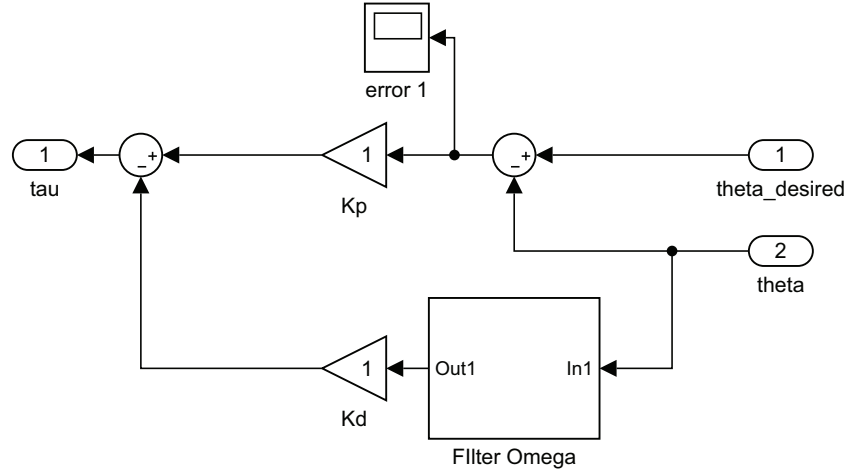 error 1
1
tau
− +
1
Kp
− +
1
theta_desired
2
theta
1
Kd
Out1 In1
FIlter Omega